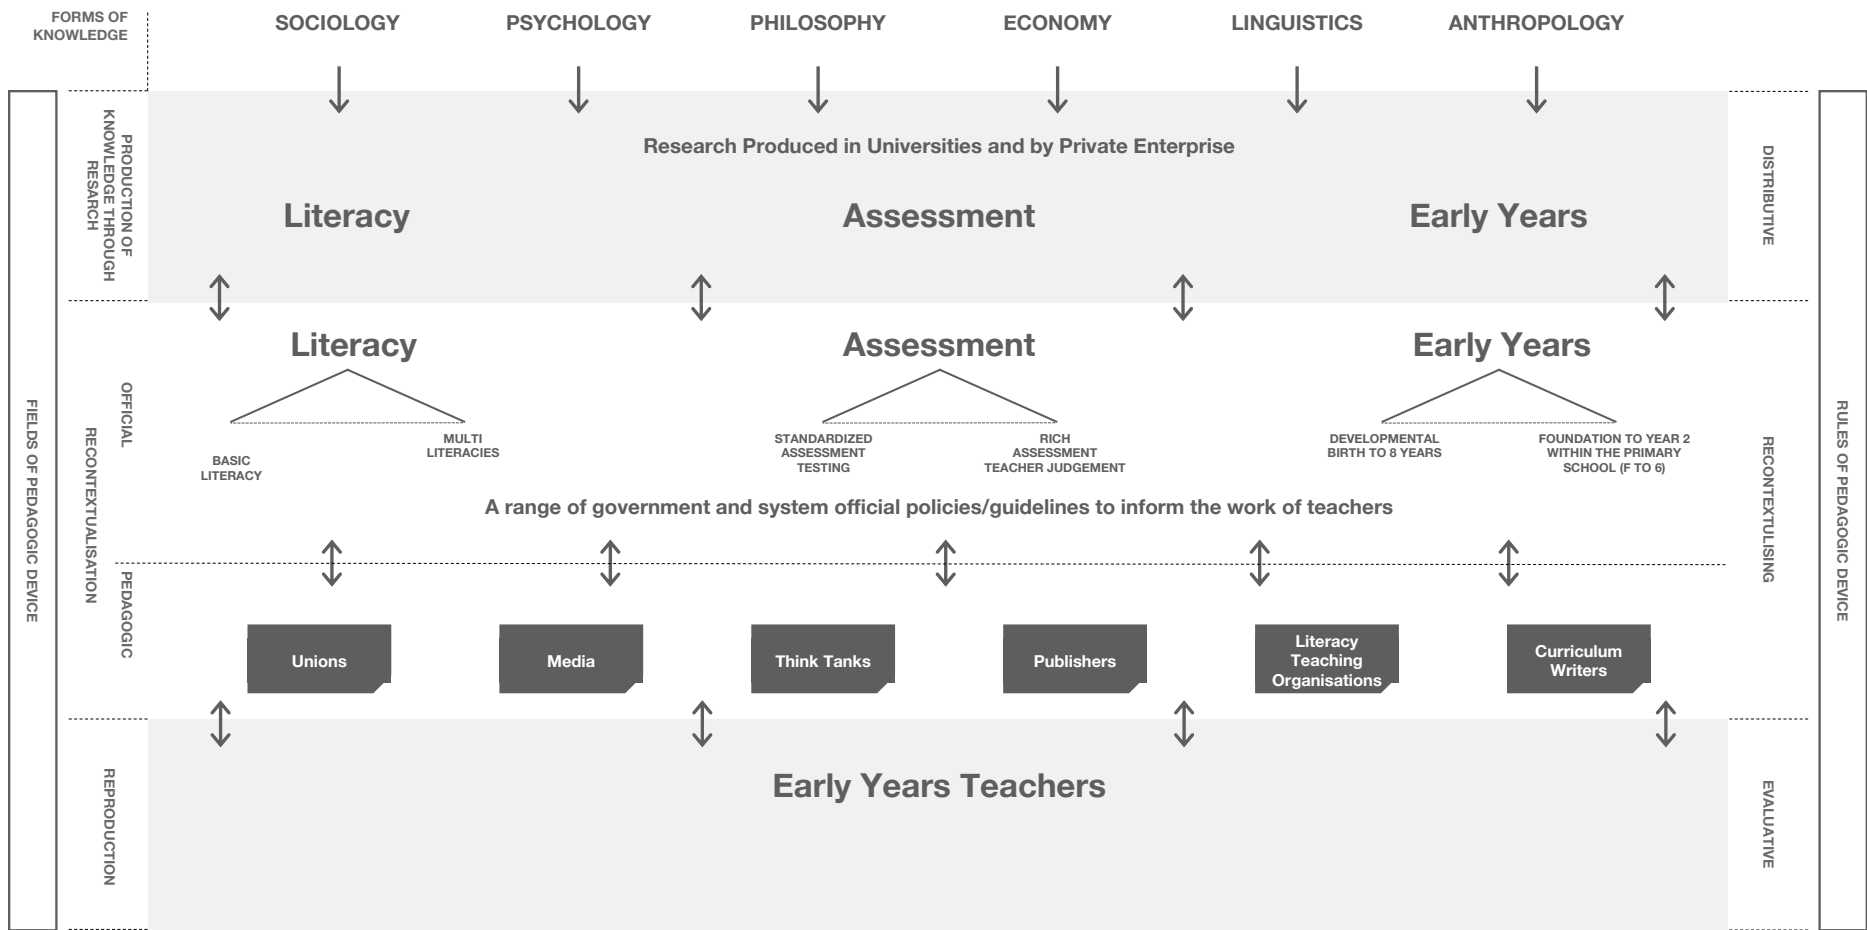 FORMS OF
KNOWLEDGE
SOCIOLOGY
PSYCHOLOGY
PHILOSOPHY
ECONOMY
LINGUISTICS
ANTHROPOLOGY
FIELDS OF PEDAGOGIC DEVICE
PRODUCTION OF
KNOWLEDGE THROUGH
RESARCH
Research Produced in Universities and by Private Enterprise
Literacy
Assessment
Early Years
DISTRIBUTIVE
RULES OF PEDAGOGIC DEVICE
RECONTEXTUALISATION
OFFICIAL
Literacy
Assessment
Early Years
BASIC
LITERACY
MULTI
LITERACIES
STANDARDIZED
ASSESSMENT
TESTING
RICH
ASSESSMENT
TEACHER JUDGEMENT
DEVELOPMENTAL
BIRTH TO 8 YEARS
FOUNDATION TO YEAR 2
WITHIN THE PRIMARY
SCHOOL (F TO 6)
A range of government and system official policies/guidelines to inform the work of teachers
RECONTEXTULISING
PEDAGOGIC
Unions
Media
Think Tanks
Publishers
Literacy
Teaching
Organisations
Curriculum
Writers
REPRODUCTION
Early Years Teachers
EVALUATIVE